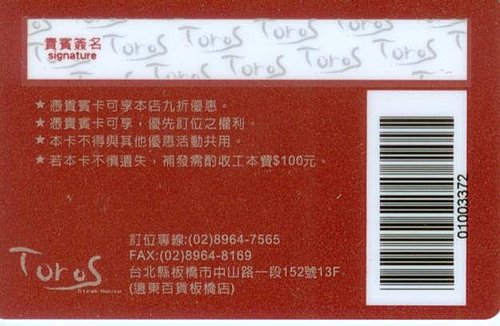 貴賓簽名
signature
Toros Toros Toros Toros
★憑貴賓卡可享本店九折優惠。
★憑貴賓卡可享，優先訂位之權利。
★本卡不得與其他優惠活動共用。
★若本卡不慎遺失，補發需酌收工本費$100元。
01003372
訂位專線:(02)8964-7565
FAX:(02)8964-8169
台北縣板橋市中山路一段152號13F
(遠東百貨板橋店)
Toros
Steak House